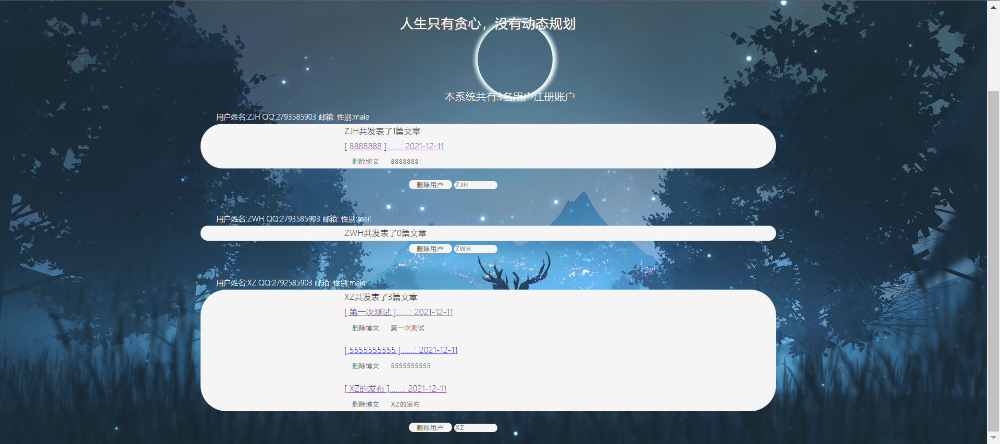 人生只有贪心，没有动态规划
本系统共有3名用户注册账户
用户姓名:ZJH QQ:2793585903 邮箱: 性别:male
ZJH共发表了1篇文章
[ 8888888 ].......: 2021-12-11
删除博文 8888888
删除用户 ZJH
用户姓名:ZWH QQ:2793585903 邮箱: 性别:mail
ZWH共发表了0篇文章
删除用户 ZWH
用户姓名:XZ QQ:2792585903 邮箱: 性别:male
XZ共发表了3篇文章
[ 第一次测试 ].......: 2021-12-11
删除博文 第一次测试
[ 5555555555 ].......: 2021-12-11
删除博文 5555555555
[ XZ的发布 ].......: 2021-12-11
删除博文 XZ的发布
删除用户 XZ